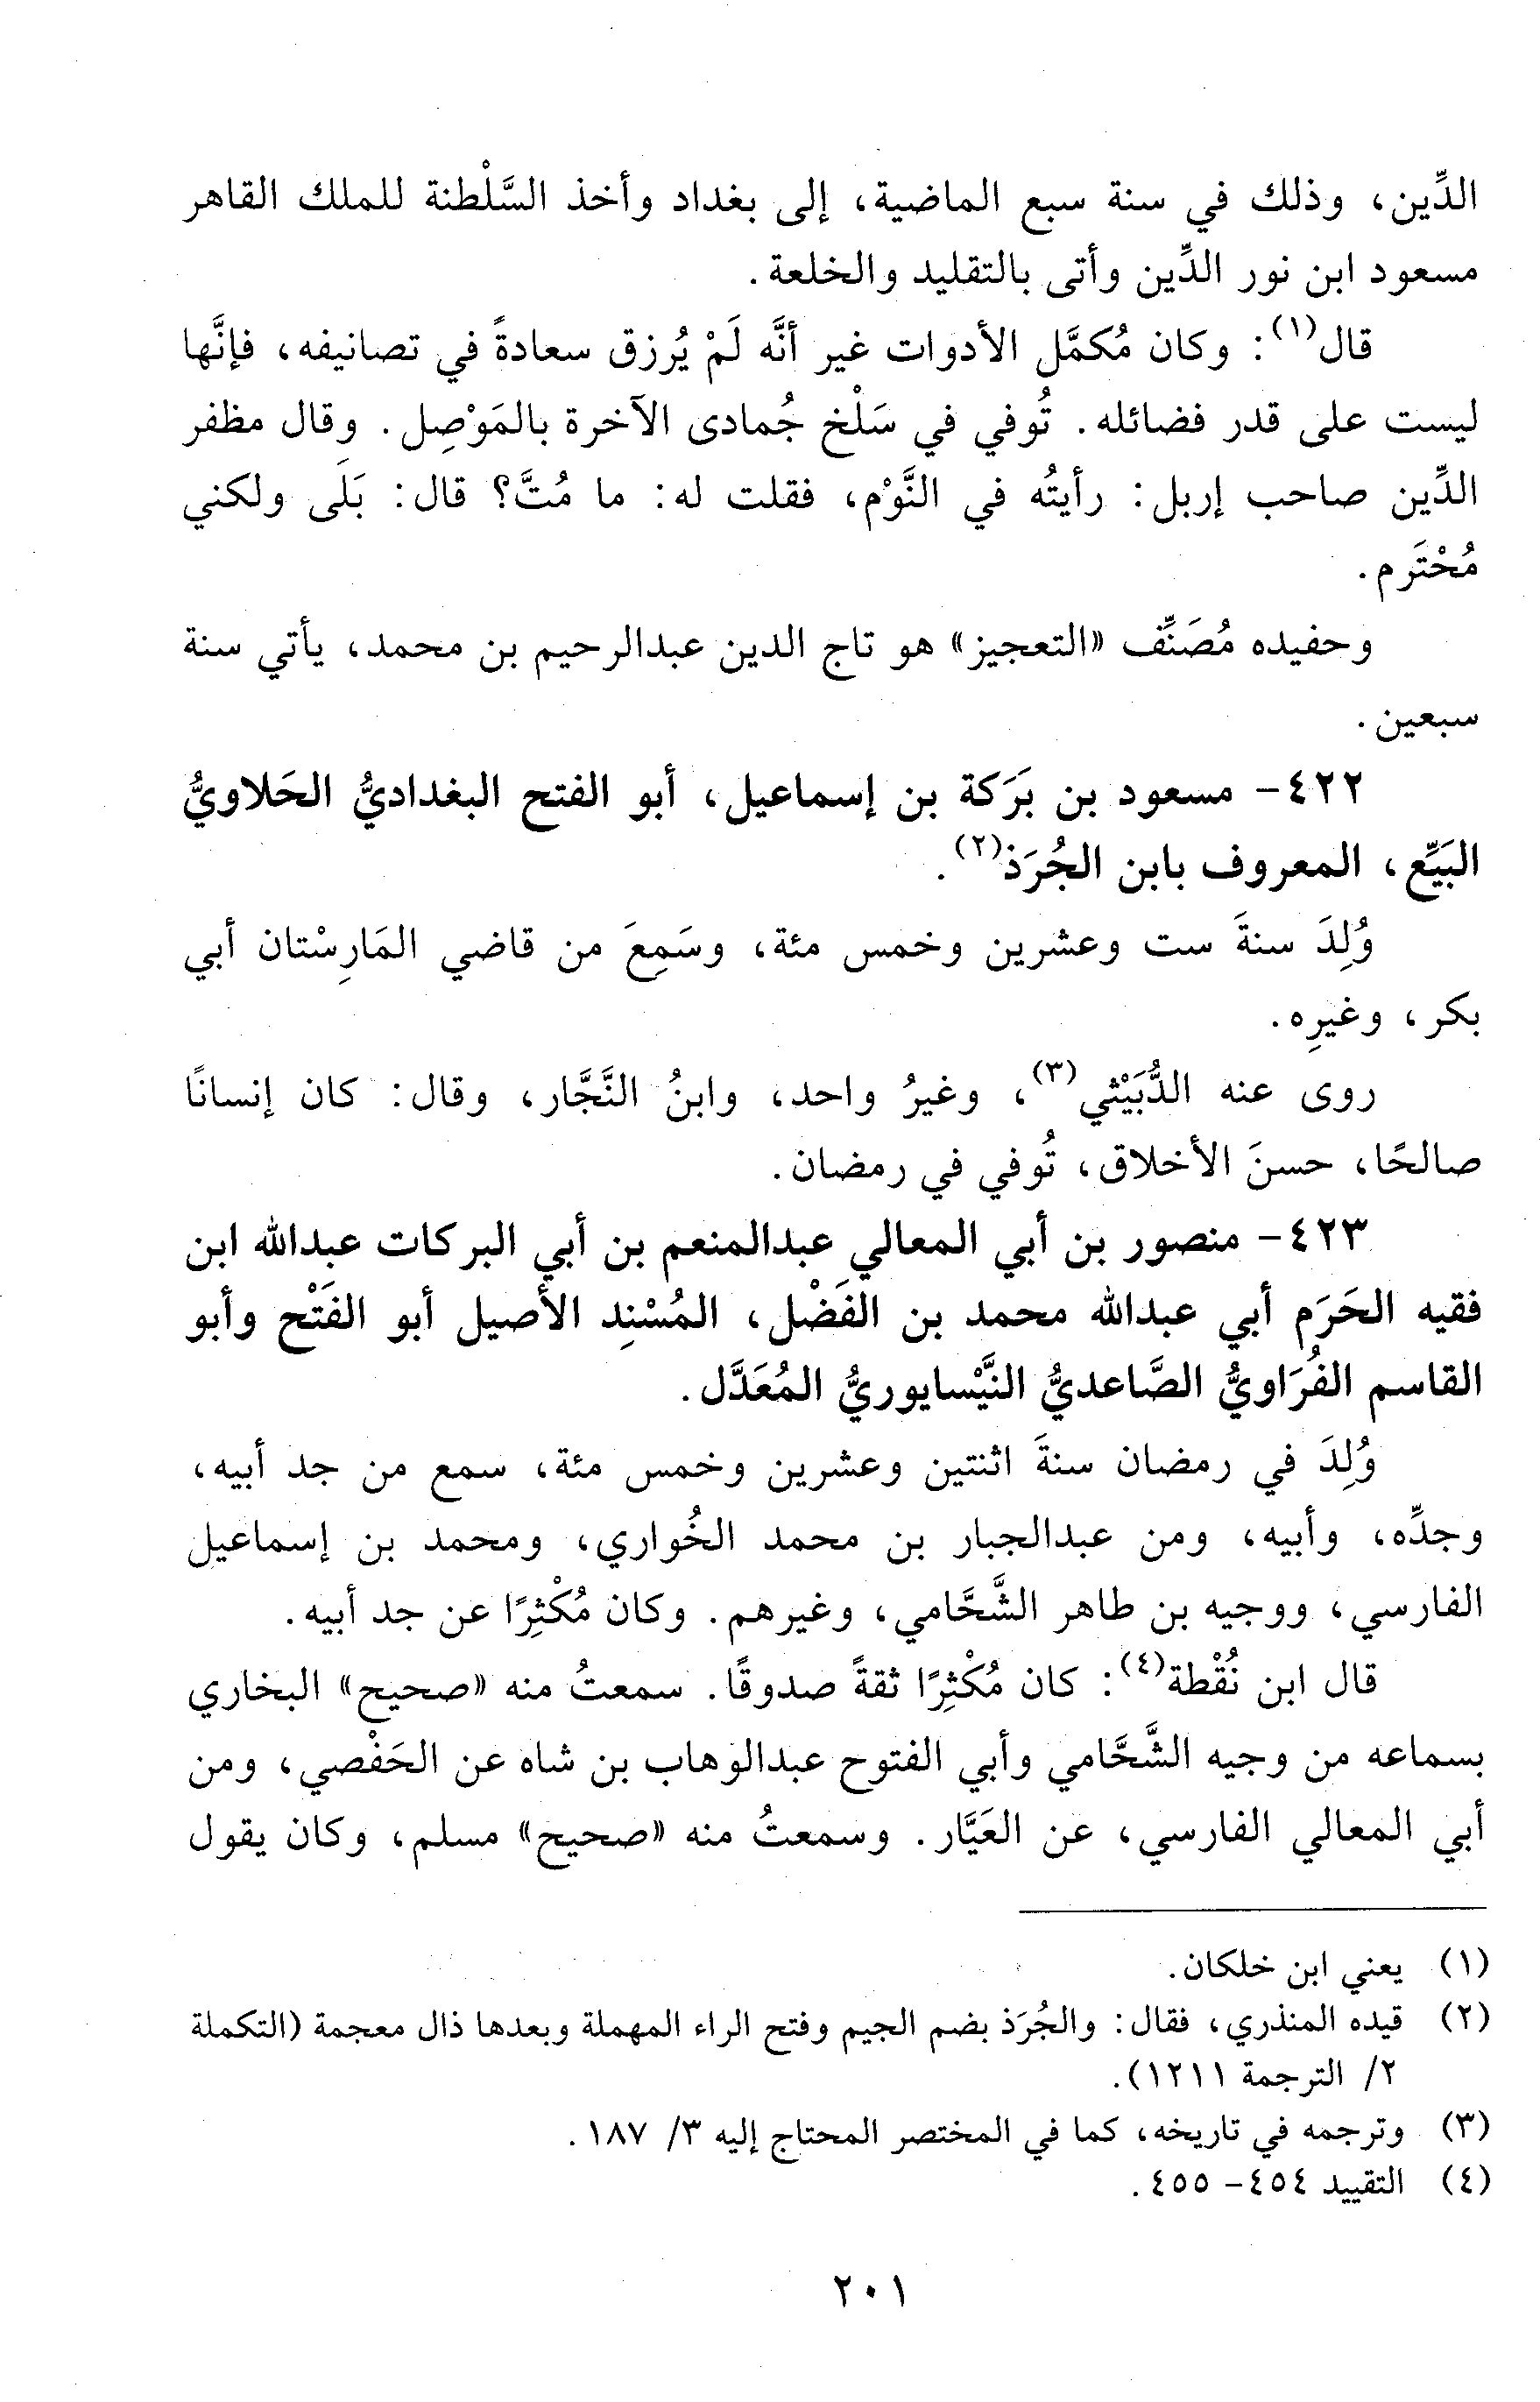 الدِّين، وذلك في سنة سبع الماضية، إلى بغداد وأخذ السَّلْطنة للملك القاهر
مسعود ابن نور الدِّين وأتى بالتقليد والخلعة.
قال(١): وكان مُكمَّل الأدوات غير أنَّه لَمْ يُرزق سعادةً في تصانيفه، فإنَّها
ليست على قدر فضائله. تُوفي في سَلْخ جُمادى الآخرة بالمَوْصِل. وقال مظفر
الدِّين صاحب إربل: رأيتُه في النَّوْم، فقلت له: ما مُتَّ؟ قال: بَلَى ولكني
مُحْتَرم.
وحفيده مُصَنِّف «التعجيز» هو تاج الدين عبدالرحيم بن محمد، يأتي سنة
سبعين.
٤٢٢- مسعود بن بَرَكة بن إسماعيل، أبو الفتح البغداديُّ الحَلاويُّ
البَيِّع، المعروف بابن الجُرَذ(٢).
وُلِدَ سنةَ ست وعشرين وخمس مئة، وسَمِعَ من قاضي المَارِسْتان أبي
بكر، وغيرِه.
روى عنه الدُّبَيْثي(٣)، وغيرُ واحد، وابنُ النَّجَّار، وقال: كان إنسانًا
صالحًا، حسنَ الأخلاق، تُوفي في رمضان.
٤٢٣- منصور بن أبي المعالي عبدالمنعم بن أبي البركات عبدالله ابن
فقيه الحَرَم أبي عبدالله محمد بن الفَضْل، المُسْنِد الأصيل أبو الفَتْح وأبو
القاسم الفُرَاويُّ الصَّاعديُّ النَّيْسايوريُّ المُعَدَّل.
وُلِدَ في رمضان سنةَ اثنتين وعشرين وخمس مئة، سمع من جد أبيه،
وجدِّه، وأبيه، ومن عبدالجبار بن محمد الخُواري، ومحمد بن إسماعيل
الفارسي، ووجيه بن طاهر الشَّحَّامي، وغيرهم. وكان مُكْثِرًا عن جد أبيه.
قال ابن نُقْطة(٤): كان مُكْثِرًا ثقةً صدوقًا. سمعتُ منه «صحيح» البخاري
بسماعه من وجيه الشَّحَّامي وأبي الفتوح عبدالوهاب بن شاه عن الحَفْصي، ومن
أبي المعالي الفارسي، عن العَيَّار. وسمعتُ منه «صحيح» مسلم، وكان يقول
(١) يعني ابن خلكان.
(٢) قيده المنذري، فقال: والجُرَذ بضم الجيم وفتح الراء المهملة وبعدها ذال معجمة (التكملة
٢/ الترجمة ١٢١١).
(٣) وترجمه في تاريخه، كما في المختصر المحتاج إليه ٣/ ١٨٧.
(٤) التقييد ٤٥٤- ٤٥٥.
٢٠١